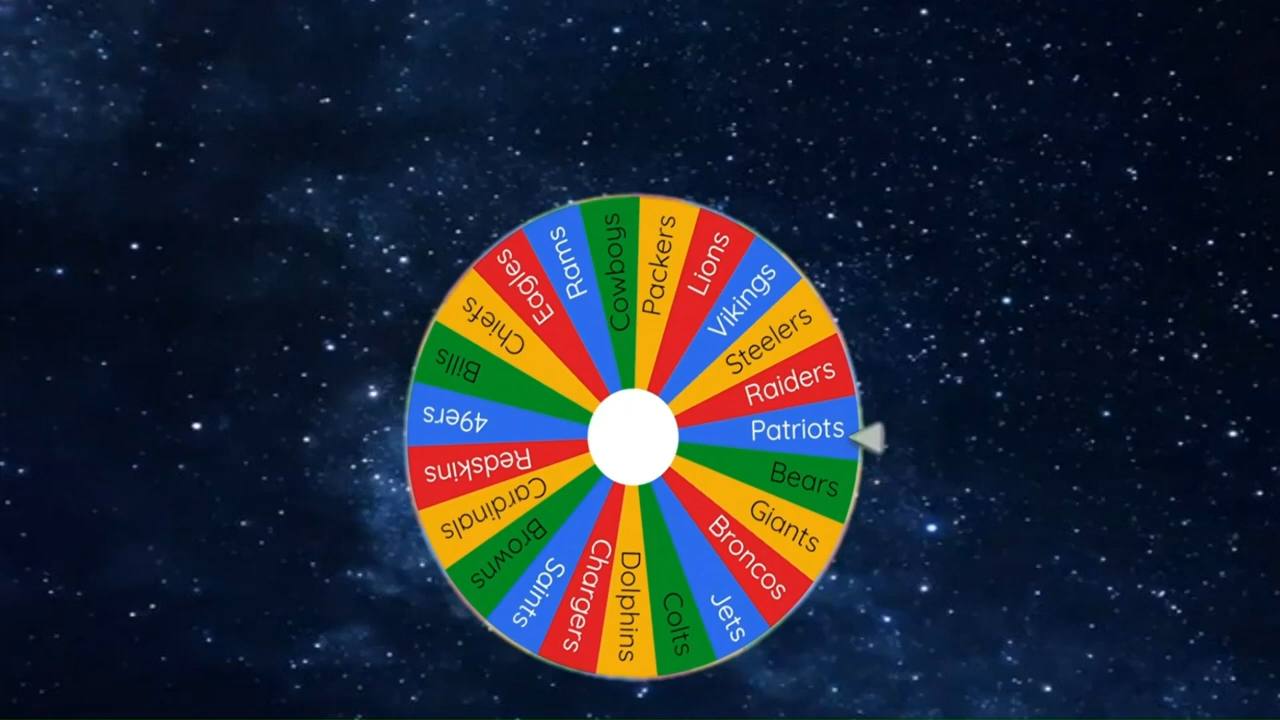 Cowboys
Packers
Lions
Vikings
Steelers
Raiders
Patriots
Bears
Giants
Broncos
Jets
Colts
Dolphins
Chargers
Saints
Browns
Cardinals
Redskins
49ers
Bills
Chiefs
Eagles
Rams